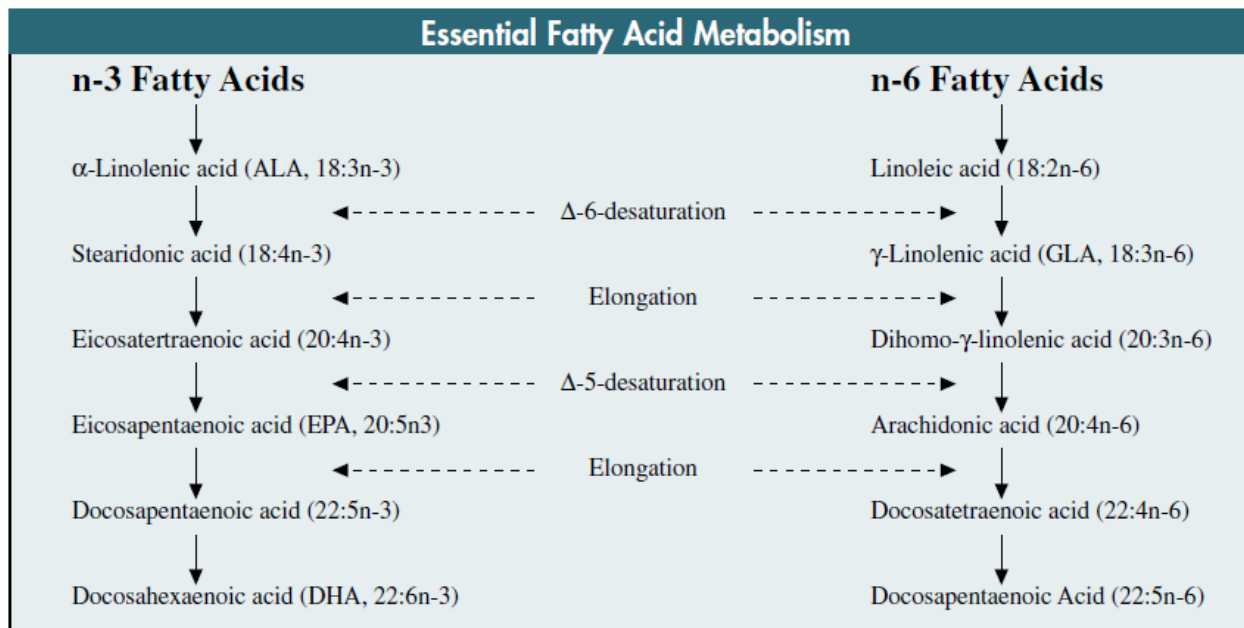 Essential Fatty Acid Metabolism
n-3 Fatty Acids
n-6 Fatty Acids
α-Linolenic acid (ALA, 18:3n-3)
Linoleic acid (18:2n-6)
Δ-6-desaturation
Stearidonic acid (18:4n-3)
γ-Linolenic acid (GLA, 18:3n-6)
Elongation
Eicosatertraenoic acid (20:4n-3)
Dihomo-γ-linolenic acid (20:3n-6)
Δ-5-desaturation
Eicosapentaenoic acid (EPA, 20:5n3)
Arachidonic acid (20:4n-6)
Elongation
Docosapentaenoic acid (22:5n-3)
Docosatetraenoic acid (22:4n-6)
Docosahexaenoic acid (DHA, 22:6n-3)
Docosapentaenoic Acid (22:5n-6)